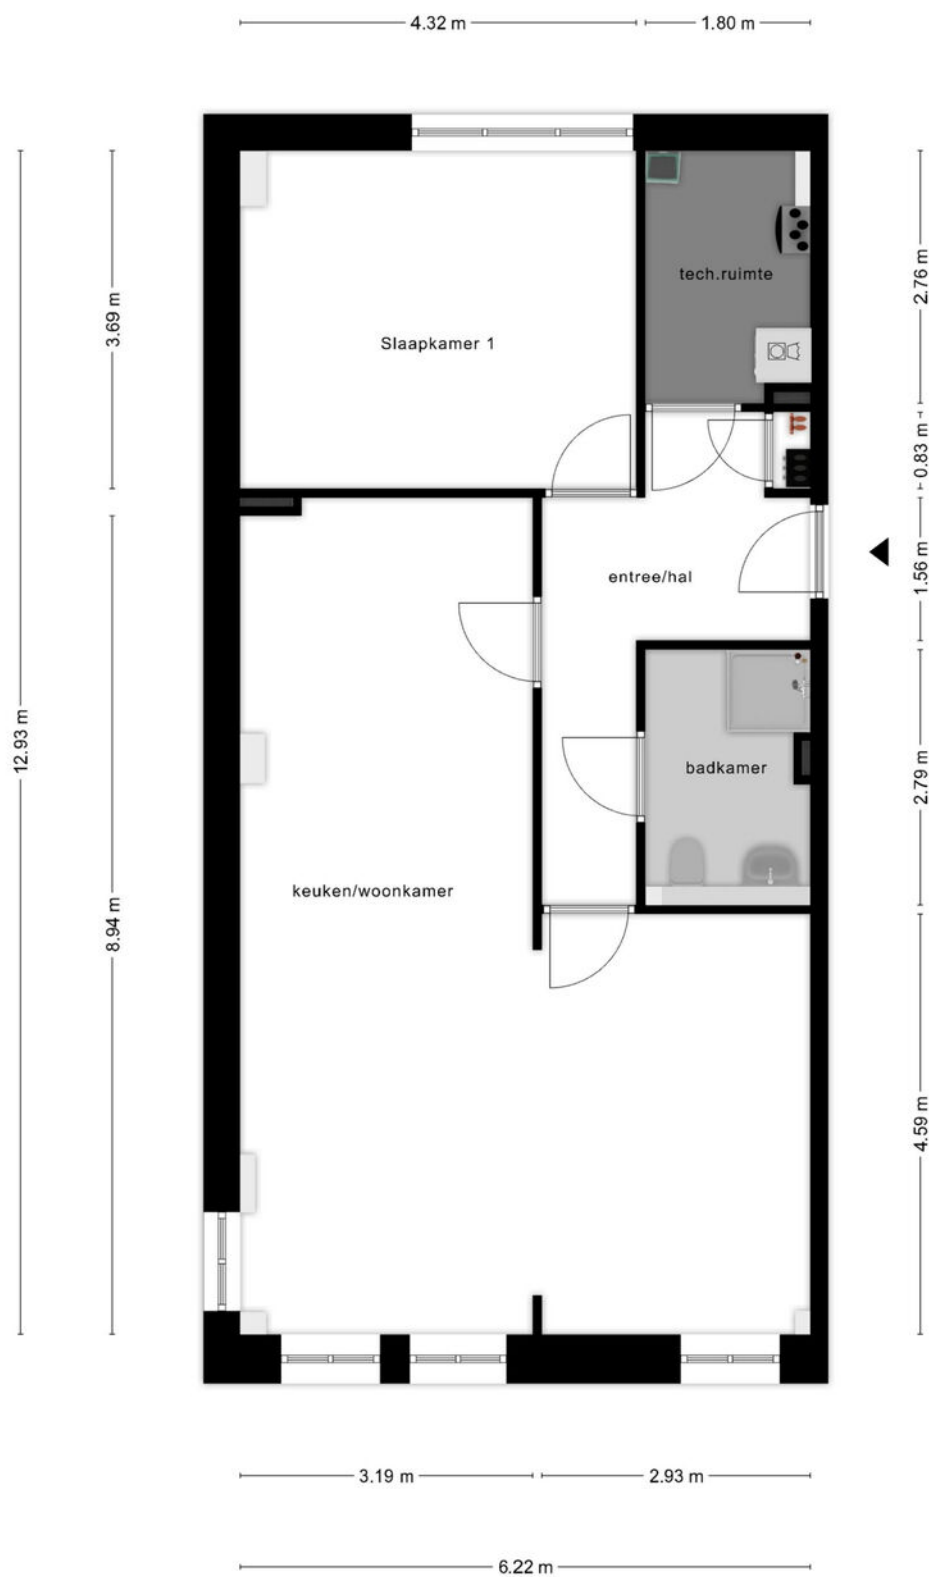 4.32 m
1.80 m
12.93 m
3.69 m
8.94 m
2.76 m
0.83 m
1.56 m
2.79 m
4.59 m
tech.ruimte
Slaapkamer 1
entree/hal
badkamer
keuken/woonkamer
3.19 m
2.93 m
6.22 m